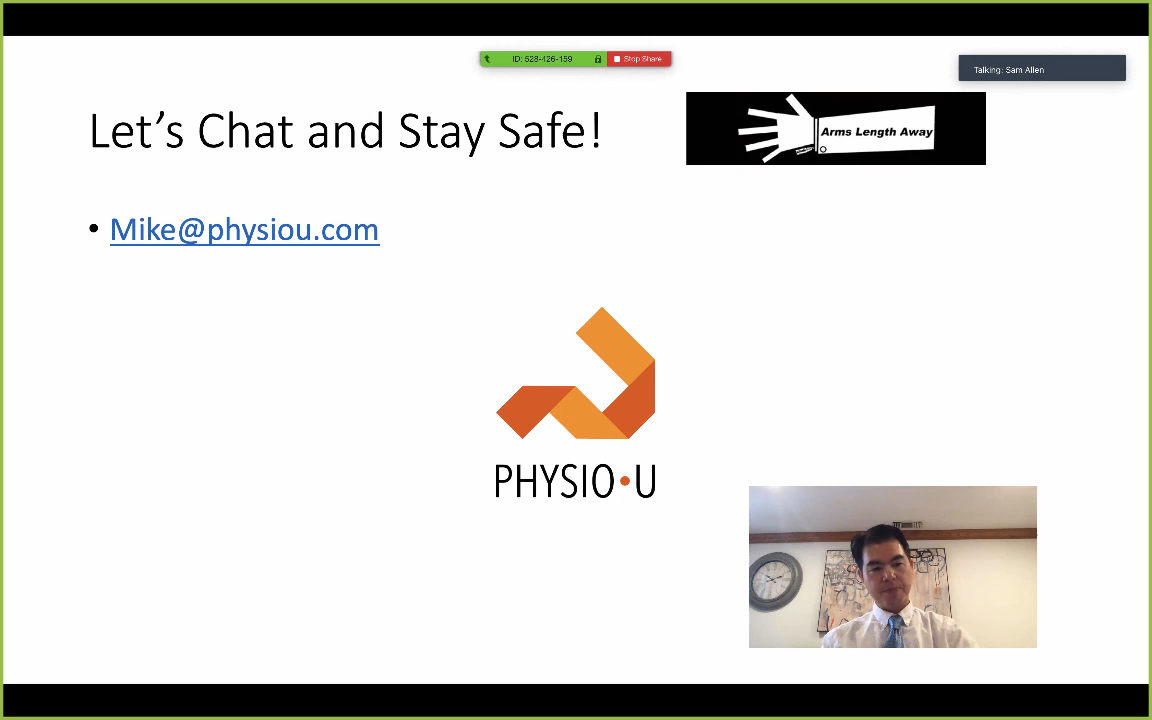 ID: 528-426-159 Stop Share
Talking: Sam Allen
Let's Chat and Stay Safe!
Arms Length Away
• Mike@physiou.com
PHYSIO•U